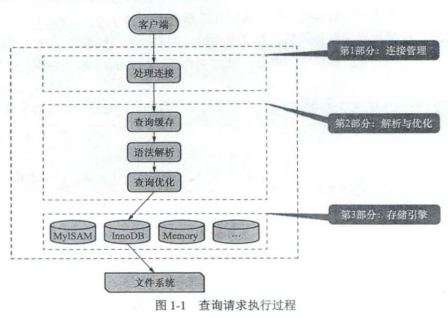 客户端
第1部分：连接管理
处理连接
查询缓存
第2部分：解析与优化
语法解析
查询优化
第3部分：存储引擎
MyISAM InnoDB Memory …
文件系统
图 1-1 查询请求执行过程